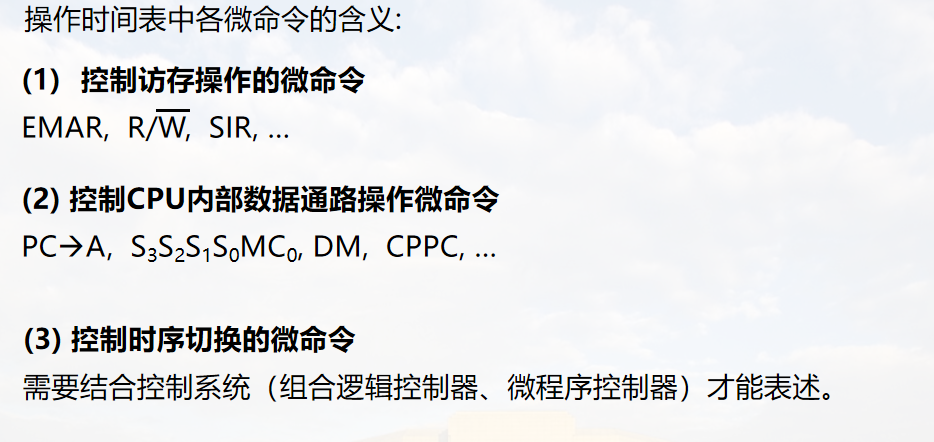 操作时间表中各微命令的含义:
(1) 控制访存操作的微命令
EMAR, R/W̅, SIR, …
(2) 控制CPU内部数据通路操作微命令
PC→A, S₃S₂S₁S₀MC₀, DM, CPPC, …
(3) 控制时序切换的微命令
需要结合控制系统（组合逻辑控制器、微程序控制器）才能表述。